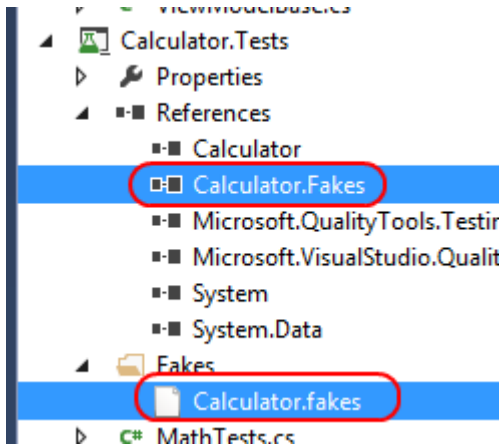 ViewModelBase.cs
Calculator.Tests
Properties
References
Calculator
Calculator.Fakes
Microsoft.QualityTools.Testin
Microsoft.VisualStudio.Qualit
System
System.Data
Fakes
Calculator.fakes
C# MathTests.cs